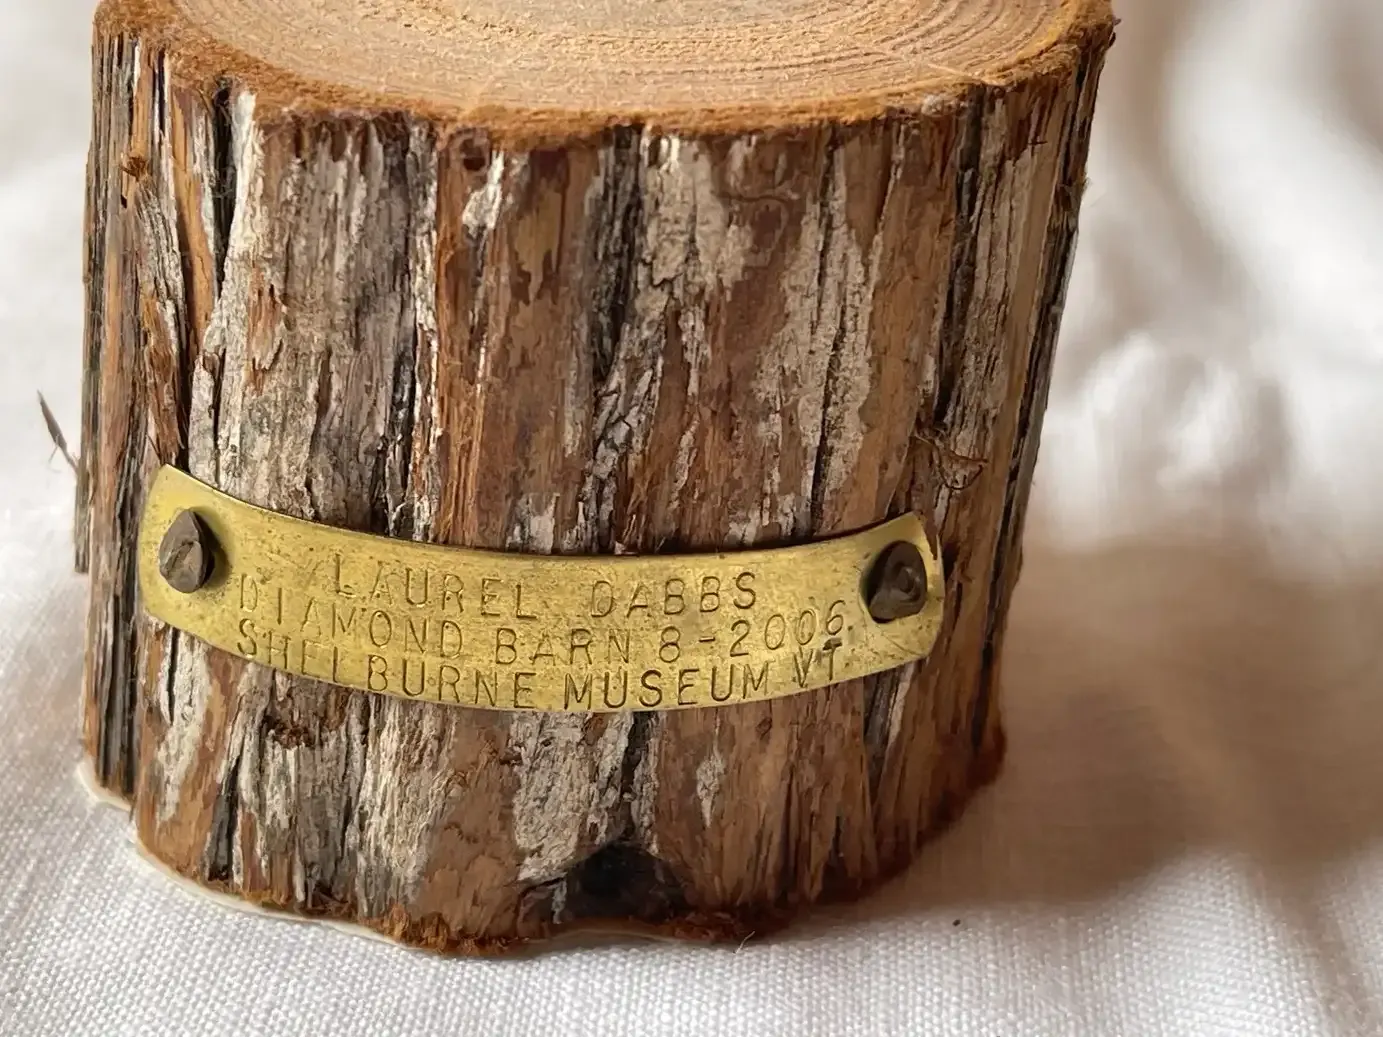 LAUREL DABBS
DIAMOND BARN 8-2006
SHELBURNE MUSEUM VT